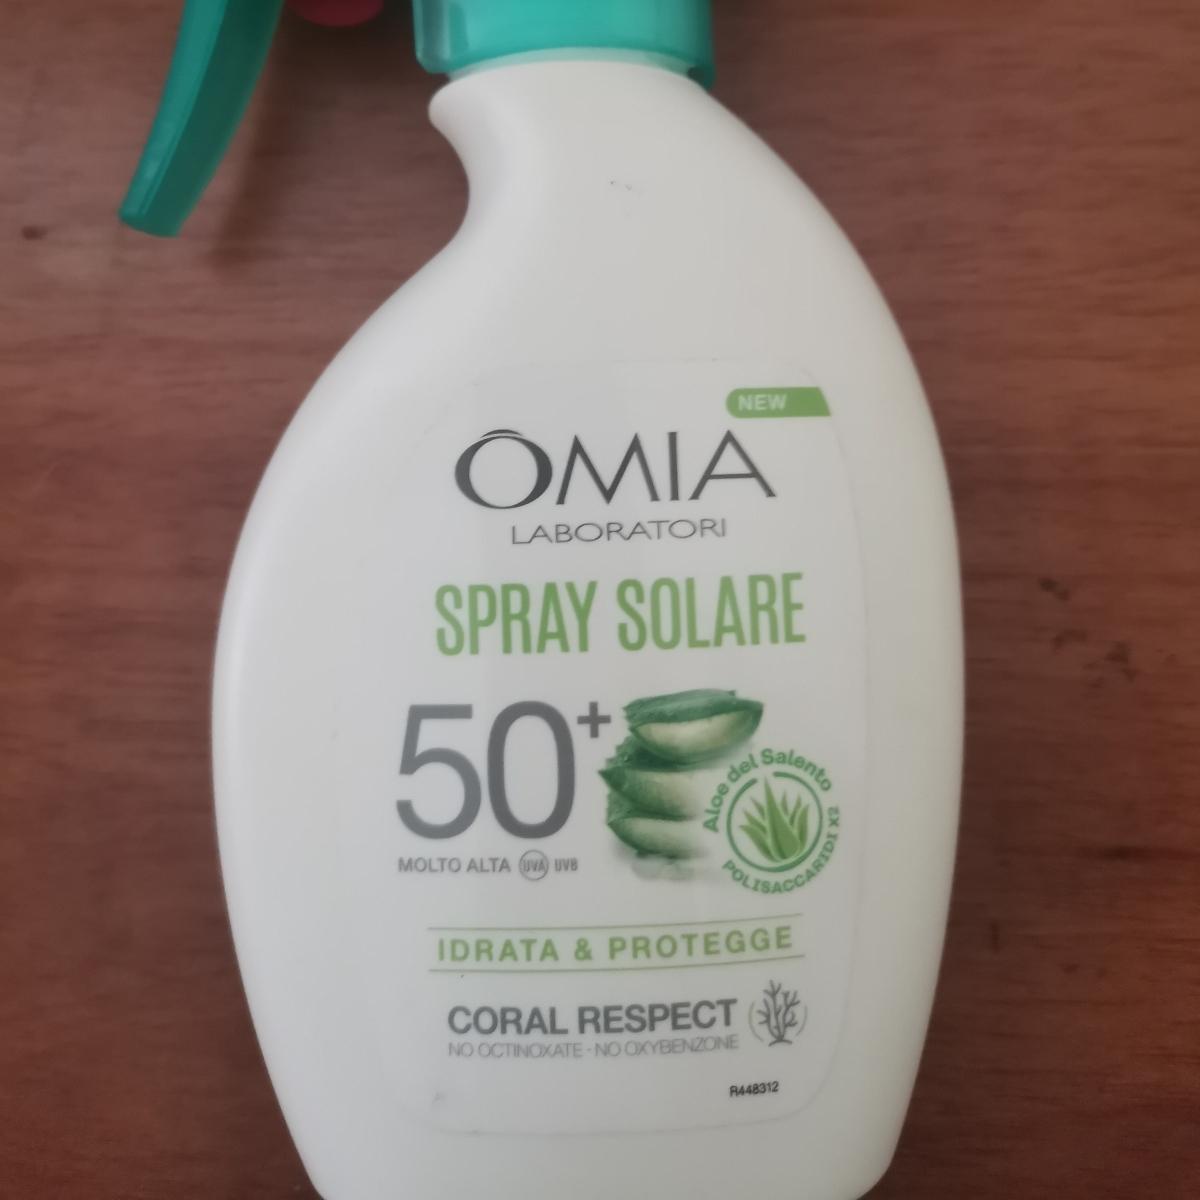 NEW
ÔMIA
LABORATORI
SPRAY SOLARE
50+
MOLTO ALTA UVA UVB
Aloe del Salento
POLISACCARIDI X2
IDRATA & PROTEGGE
CORAL RESPECT
NO OCTINOXATE - NO OXYBENZONE
R448312